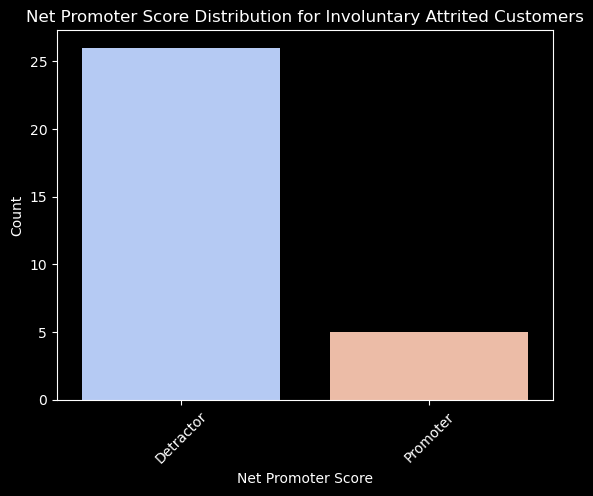 Net Promoter Score Distribution for Involuntary Attrited Customers
25
20
15
10
5
0
Count
Detractor
Promoter
Net Promoter Score